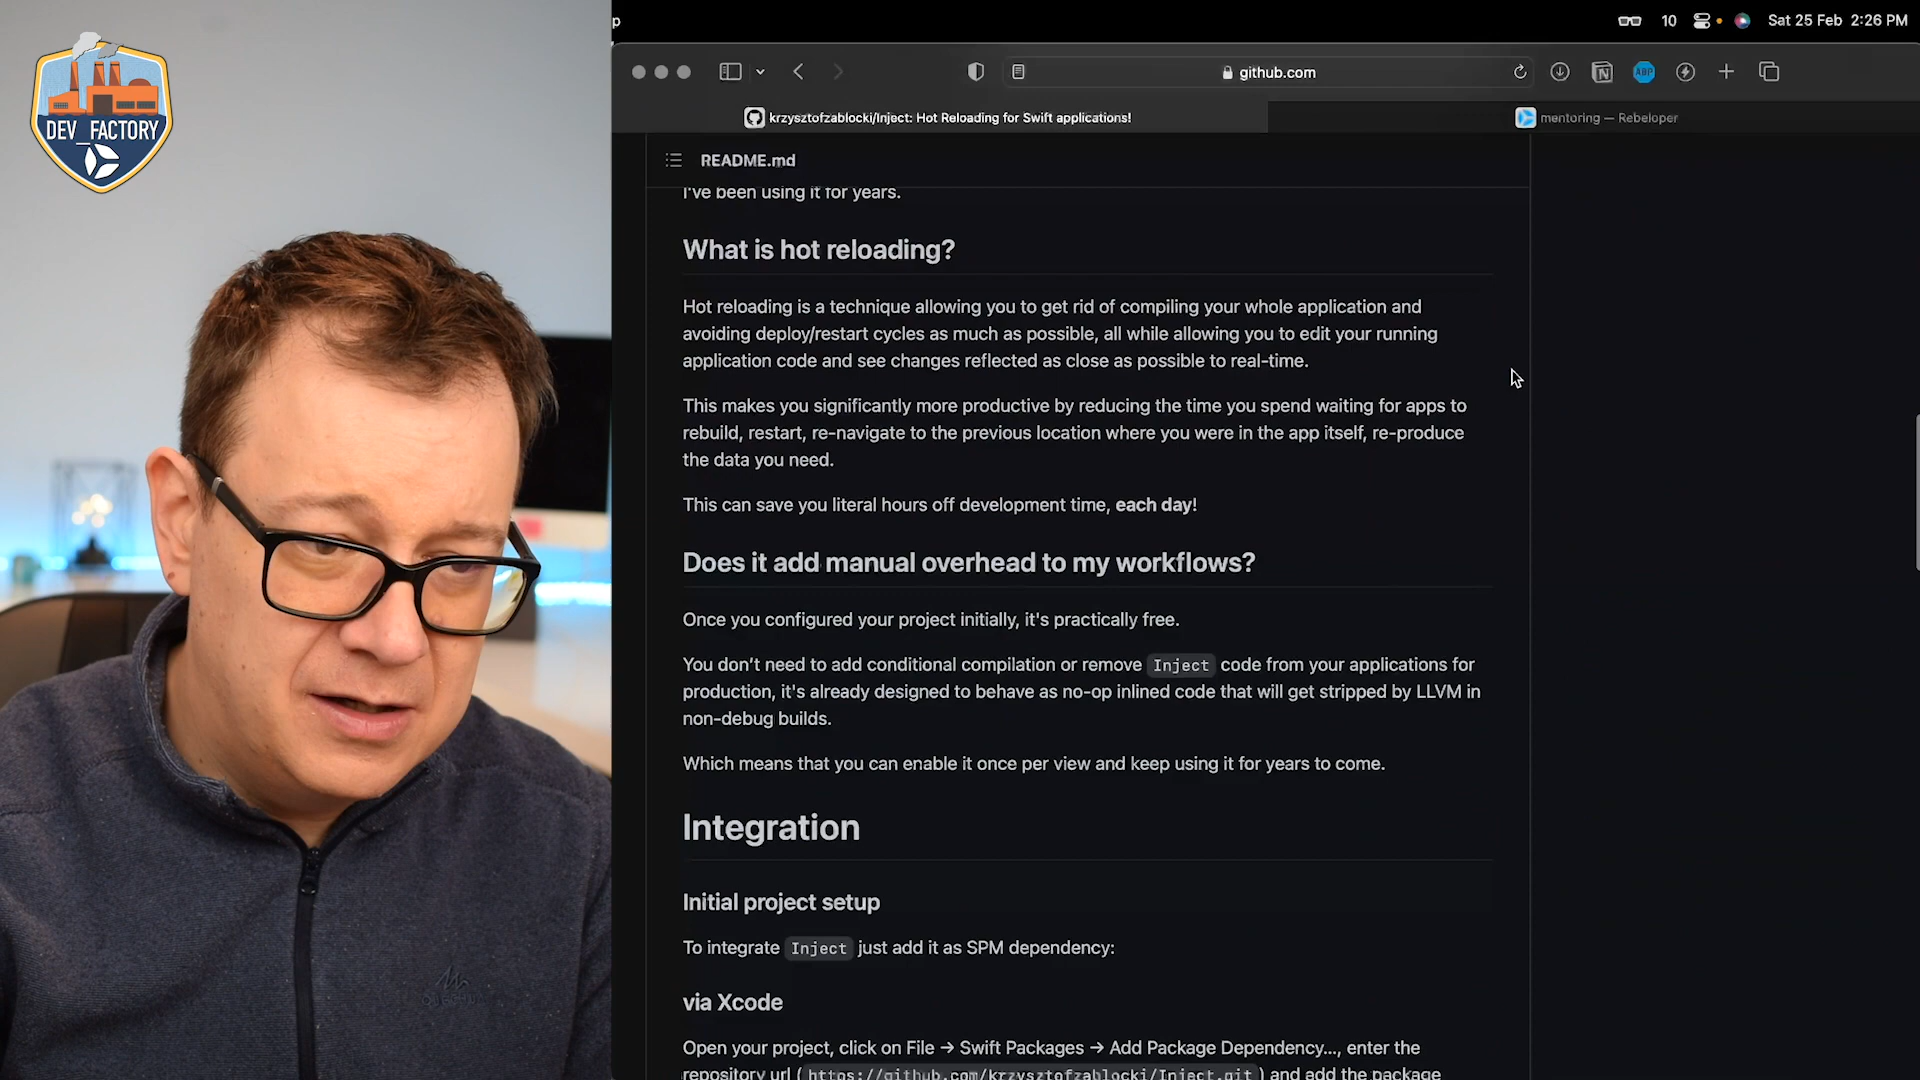 p
10
Sat 25 Feb 2:26 PM
DEV_FACTORY
github.com
krzysztofzablocki/Inject: Hot Reloading for Swift applications!
mentoring — Rebeloper
README.md
I've been using it for years.
What is hot reloading?
Hot reloading is a technique allowing you to get rid of compiling your whole application and
avoiding deploy/restart cycles as much as possible, all while allowing you to edit your running
application code and see changes reflected as close as possible to real-time.
This makes you significantly more productive by reducing the time you spend waiting for apps to
rebuild, restart, re-navigate to the previous location where you were in the app itself, re-produce
the data you need.
This can save you literal hours off development time, each day!
Does it add manual overhead to my workflows?
Once you configured your project initially, it's practically free.
You don’t need to add conditional compilation or remove Inject code from your applications for
production, it's already designed to behave as no-op inlined code that will get stripped by LLVM in
non-debug builds.
Which means that you can enable it once per view and keep using it for years to come.
Integration
Initial project setup
To integrate Inject just add it as SPM dependency:
via Xcode
Open your project, click on File → Swift Packages → Add Package Dependency..., enter the
repository url ( https://github.com/krzysztofzablocki/Inject.git ) and add the package